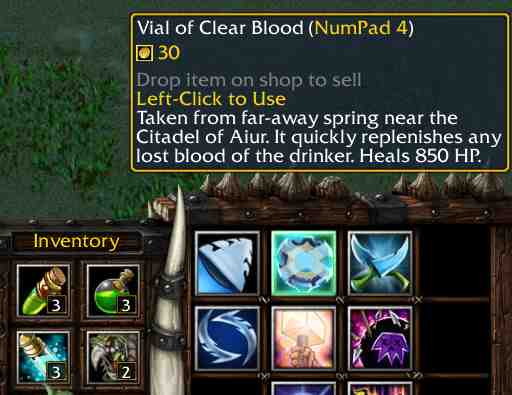 Vial of Clear Blood (NumPad 4)
30
Drop item on shop to sell
Left-Click to Use
Taken from far-away spring near the
Citadel of Aiur. It quickly replenishes any
lost blood of the drinker. Heals 850 HP.
Inventory
3 3
3 2